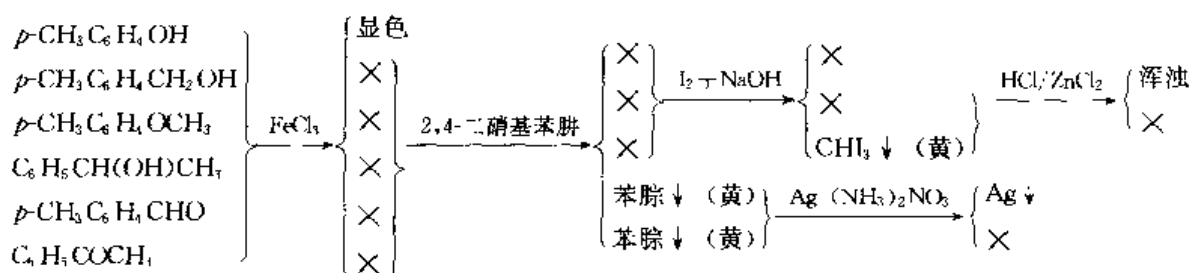 p-CH₃C₆H₄OH
p-CH₃C₆H₄CH₂OH
p-CH₃C₆H₄OCH₃
C₆H₅CH(OH)CH₃
p-CH₃C₆H₄CHO
C₆H₅COCH₃
FeCl₃
显色
×
×
×
×
×
2,4-二硝基苯肼
×
×
×
苯腙↓ (黄)
苯腙↓ (黄)
I₂+NaOH
×
×
CHI₃↓ (黄)
HCl/ZnCl₂
浑浊
×
Ag(NH₃)₂NO₃
Ag↓
×